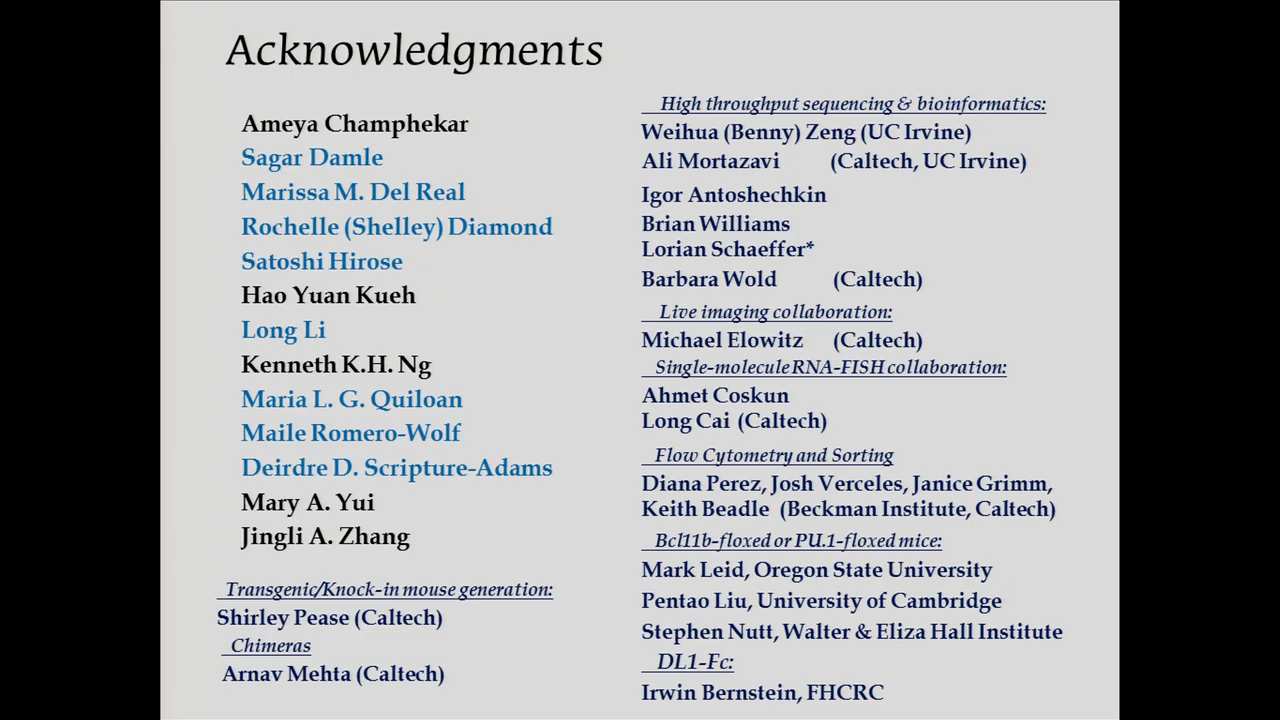 Acknowledgments
Ameya Champhekar
Sagar Damle
Marissa M. Del Real
Rochelle (Shelley) Diamond
Satoshi Hirose
Hao Yuan Kueh
Long Li
Kenneth K.H. Ng
Maria L. G. Quiloan
Maile Romero-Wolf
Deirdre D. Scripture-Adams
Mary A. Yui
Jingli A. Zhang
Transgenic/Knock-in mouse generation:
Shirley Pease (Caltech)
Chimeras
Arnav Mehta (Caltech)
High throughput sequencing & bioinformatics:
Weihua (Benny) Zeng (UC Irvine)
Ali Mortazavi (Caltech, UC Irvine)
Igor Antoshechkin
Brian Williams
Lorian Schaeffer*
Barbara Wold (Caltech)
Live imaging collaboration:
Michael Elowitz (Caltech)
Single-molecule RNA-FISH collaboration:
Ahmet Coskun
Long Cai (Caltech)
Flow Cytometry and Sorting
Diana Perez, Josh Verceles, Janice Grimm,
Keith Beadle (Beckman Institute, Caltech)
Bcl11b-floxed or PU.1-floxed mice:
Mark Leid, Oregon State University
Pentao Liu, University of Cambridge
Stephen Nutt, Walter & Eliza Hall Institute
DL1-Fc:
Irwin Bernstein, FHCRC